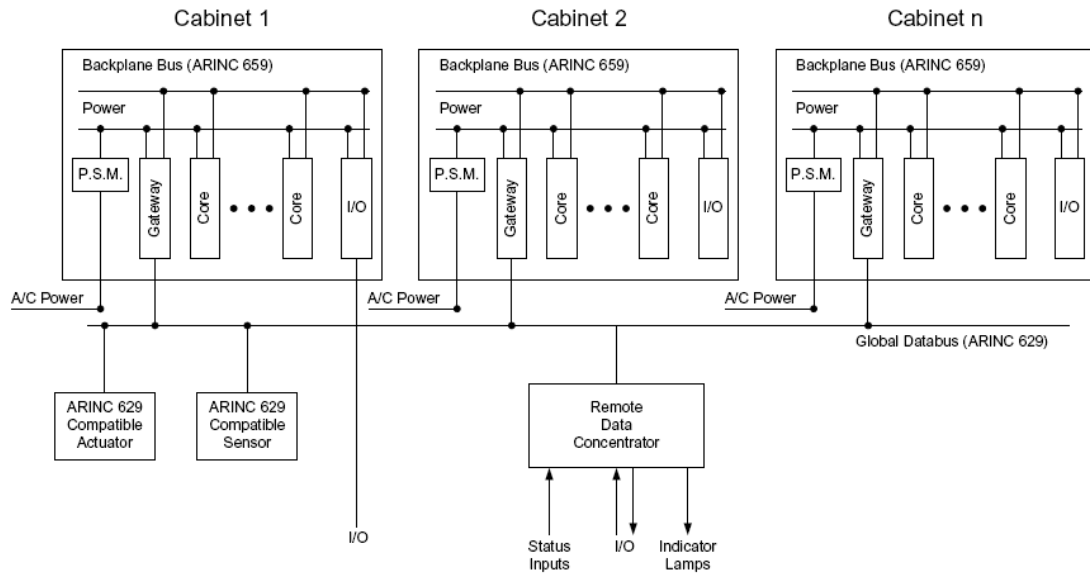 Cabinet 1
Cabinet 2
Cabinet n
Backplane Bus (ARINC 659)
Power
P.S.M.
Gateway
Core
Core
I/O
A/C Power
Backplane Bus (ARINC 659)
Power
P.S.M.
Gateway
Core
Core
I/O
A/C Power
Backplane Bus (ARINC 659)
Power
P.S.M.
Gateway
Core
Core
I/O
A/C Power
Global Databus (ARINC 629)
ARINC 629
Compatible
Actuator
ARINC 629
Compatible
Sensor
Remote
Data
Concentrator
I/O
Status
Inputs
I/O
Indicator
Lamps